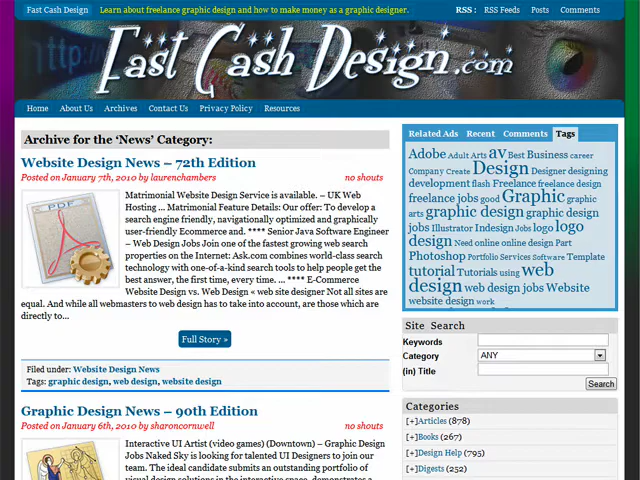 Fast Cash Design
Learn about freelance graphic design and how to make money as a graphic designer.
RSS : RSS Feeds Posts Comments
http://
Fast Cash Design.com
Home About Us Archives Contact Us Privacy Policy Resources
Archive for the ‘News’ Category:
Website Design News – 72th Edition
Posted on January 7th, 2010 by laurenchambers no shouts
PDF
Matrimonial Website Design Service is available. – UK Web
Hosting ... Matrimonial Feature Details: Our offer: To develop a
search engine friendly, navigationally optimized and graphically
user-friendly Ecommerce and. **** Senior Java Software Engineer
– Web Design Jobs Join one of the fastest growing web search
properties on the Internet: Ask.com combines world-class search
technology with one-of-a-kind search tools to help people get the
best answer, the first time, every time. ... **** E-Commerce
Website Design vs. Web Design « web site designer Not all sites are
equal. And while all webmasters to web design has to take into account, are those which are
directly to...
Full Story »
Filed under: Website Design News
Tags: graphic design, web design, website design
Graphic Design News – 90th Edition
Posted on January 6th, 2010 by sharoncornwell no shouts
Interactive UI Artist (video games) (Downtown) – Graphic Design
Jobs Naked Sky is looking for talented UI Designers to join our
team. The ideal candidate submits an outstanding portfolio of
visual design solutions in the interactive space, demonstrates a
Related Ads Recent Comments Tags
Adobe Adult Arts av Best Business career
Company Create Design Designer designing
development flash Freelance freelance design
freelance jobs good Graphic graphic
arts graphic design graphic design
jobs Illustrator Indesign Jobs logo logo
design Need online online design Part
Photoshop Portfolio Services Software Template
tutorial Tutorials using web
design web design jobs Website
website design work
Site Search
Keywords
Category ANY
(in) Title
Search
Categories
[+]Articles (878)
[+]Books (267)
[+]Design Help (795)
[+]Digests (252)